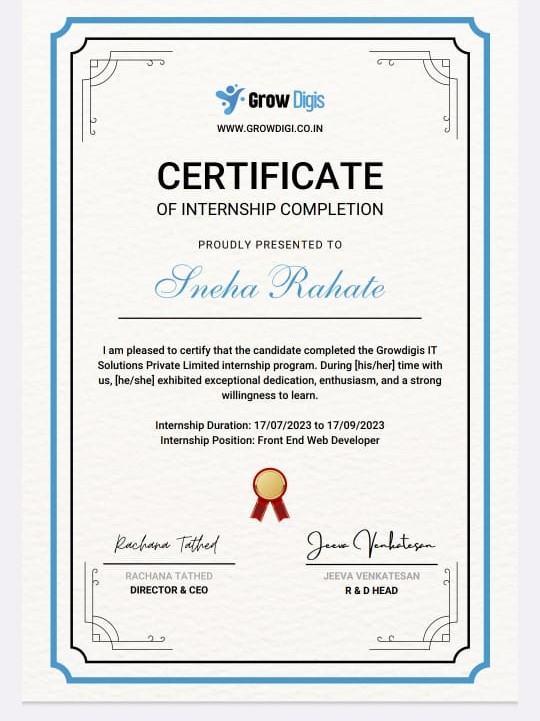 Grow Digis
WWW.GROWDIGI.CO.IN
CERTIFICATE
OF INTERNSHIP COMPLETION
PROUDLY PRESENTED TO
Sneha Rahate
I am pleased to certify that the candidate completed the Growdigis IT
Solutions Private Limited internship program. During [his/her] time with
us, [he/she] exhibited exceptional dedication, enthusiasm, and a strong
willingness to learn.
Internship Duration: 17/07/2023 to 17/09/2023
Internship Position: Front End Web Developer
Rachana Tathed Jeeva Venkatesan
RACHANA TATHED JEEVA VENKATESAN
DIRECTOR & CEO R & D HEAD